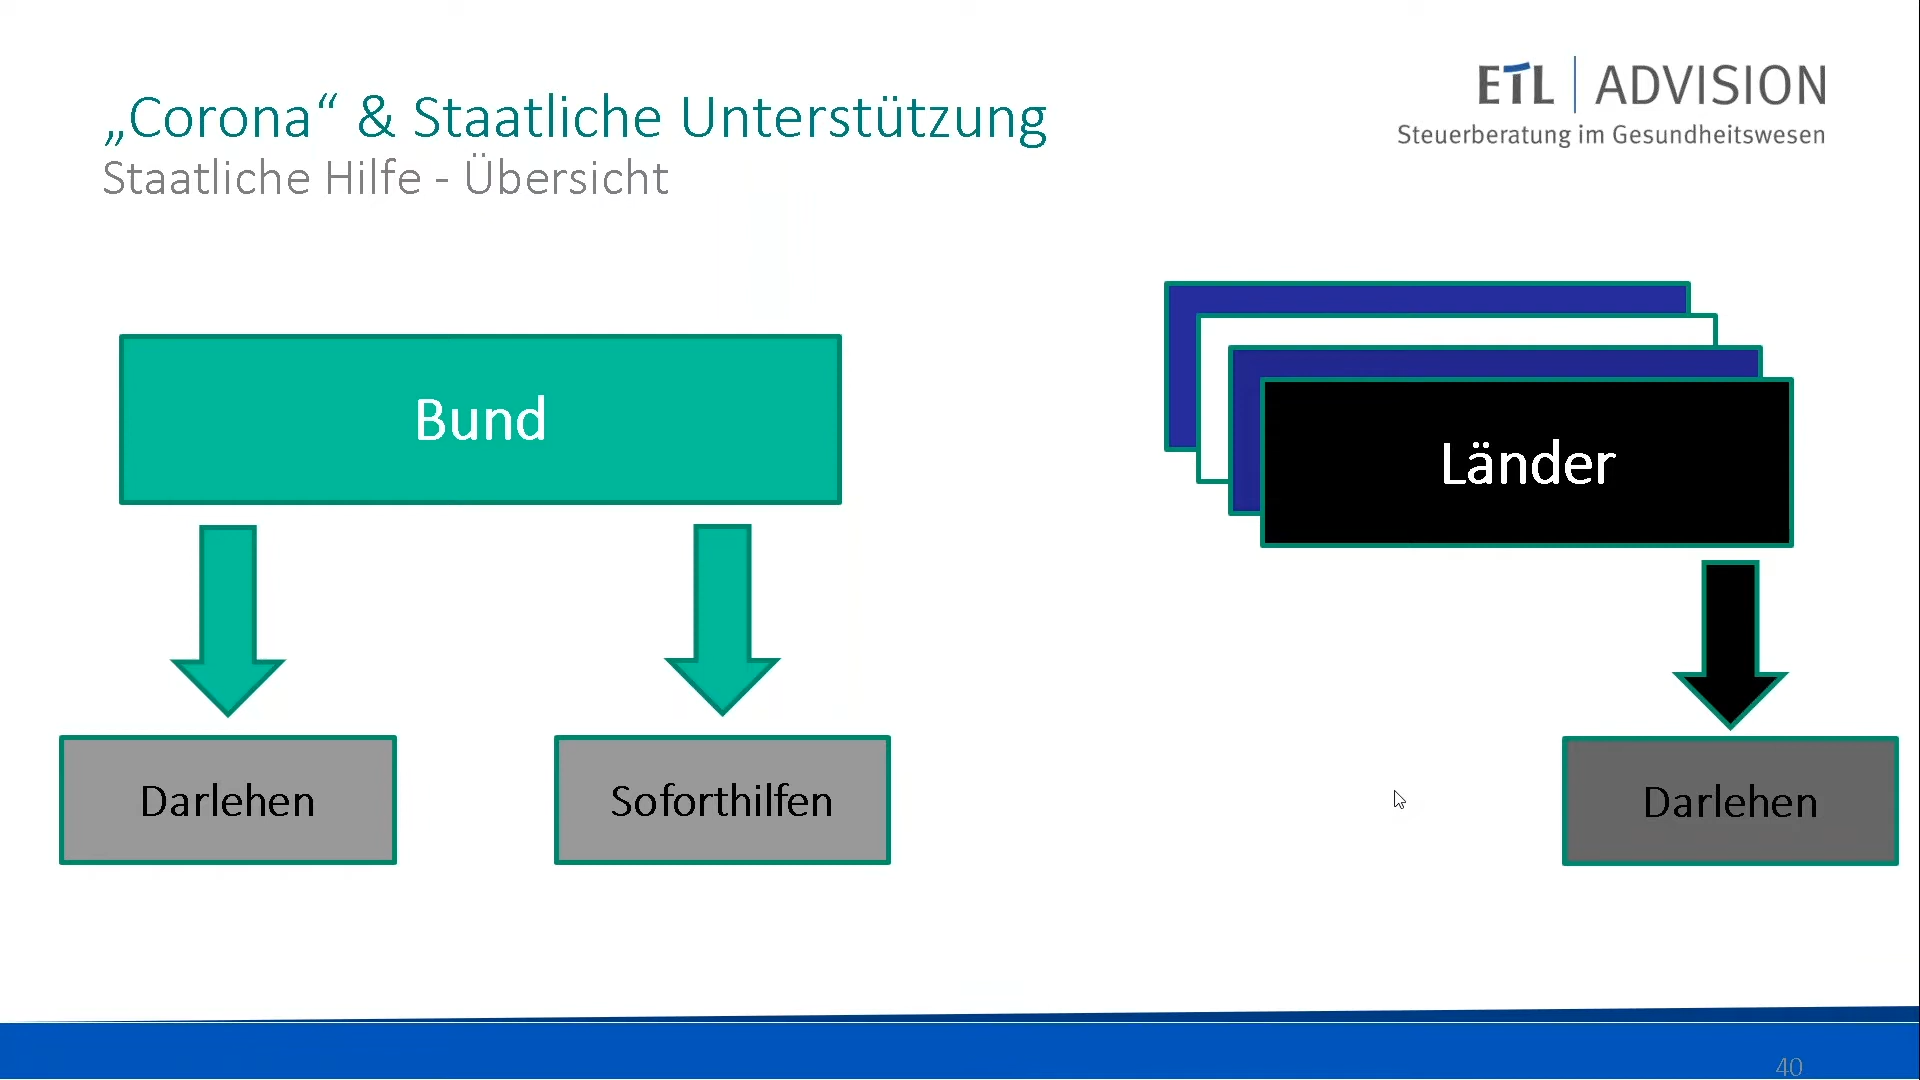 „Corona“ & Staatliche Unterstützung
Staatliche Hilfe - Übersicht
ETL | ADVISION
Steuerberatung im Gesundheitswesen
Bund
Länder
Darlehen
Soforthilfen
Darlehen
40